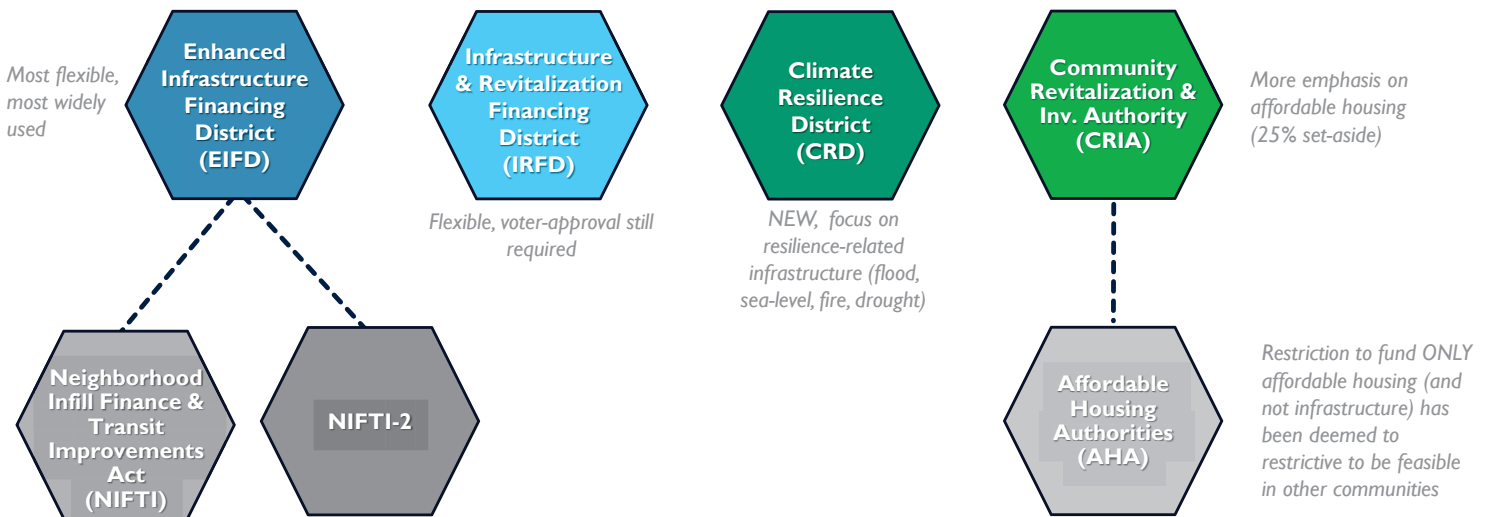 Most flexible,
most widely
used
Enhanced
Infrastructure
Financing
District
(EIFD)
Infrastructure
& Revitalization
Financing
District
(IRFD)
Flexible, voter-approval still
required
Climate
Resilience
District
(CRD)
NEW, focus on
resilience-related
infrastructure (flood,
sea-level, fire, drought)
Community
Revitalization &
Inv. Authority
(CRIA)
More emphasis on
affordable housing
(25% set-aside)
Neighborhood
Infill Finance &
Transit
Improvements
Act
(NIFTI)
NIFTI-2
Affordable
Housing
Authorities
(AHA)
Restriction to fund ONLY
affordable housing (and
not infrastructure) has
been deemed to
restrictive to be feasible
in other communities